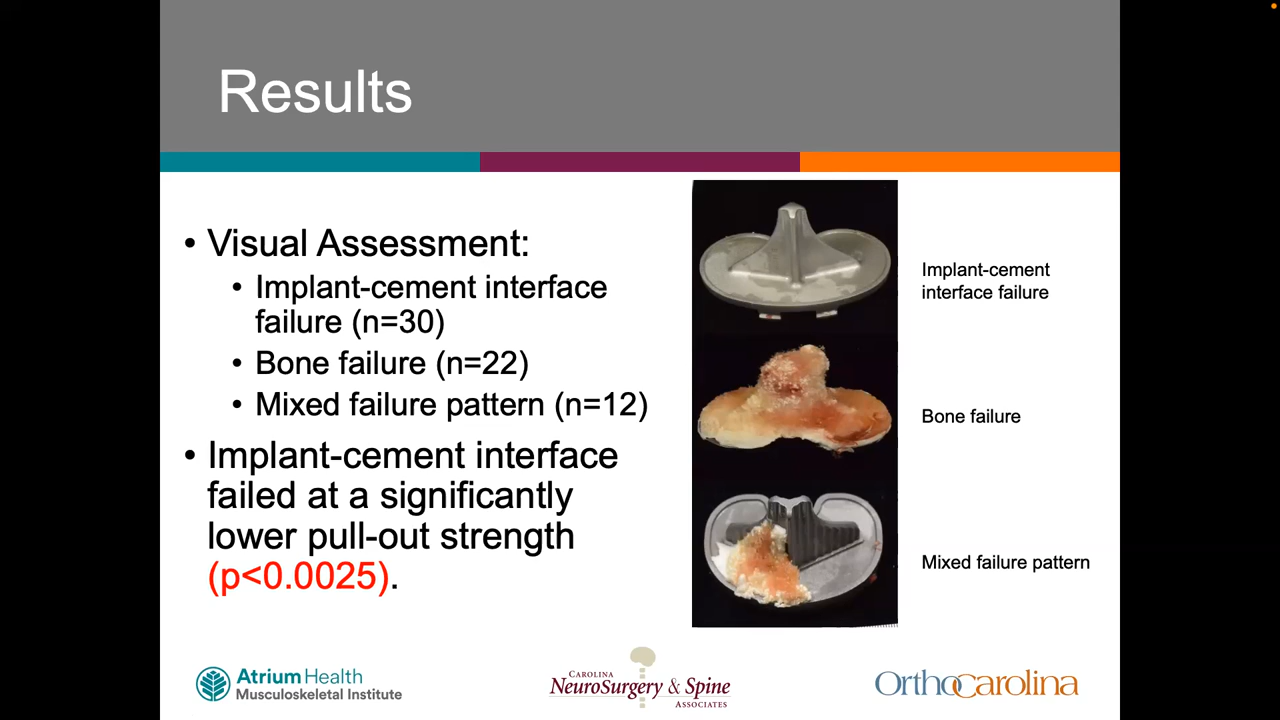 Results
• Visual Assessment:
• Implant-cement interface
failure (n=30)
• Bone failure (n=22)
• Mixed failure pattern (n=12)
• Implant-cement interface
failed at a significantly
lower pull-out strength
(p<0.0025).
Implant-cement
interface failure
Bone failure
Mixed failure pattern
Atrium Health
Musculoskeletal Institute
CAROLINA
NEUROSURGERY & SPINE
ASSOCIATES
OrthoCarolina